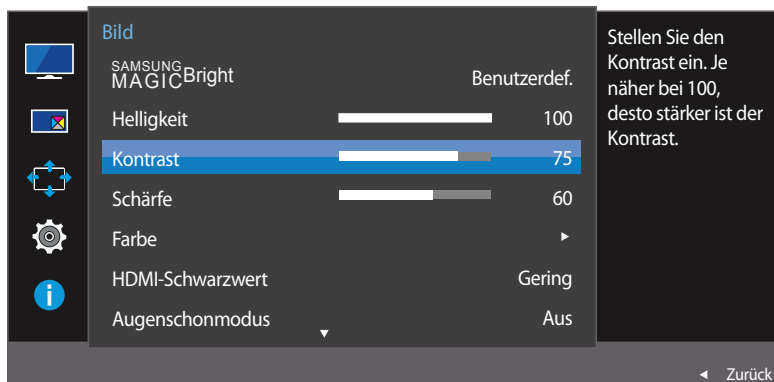 Bild
SAMSUNG
MAGICBright Benutzerdef.
Helligkeit 100
Kontrast 75
Schärfe 60
Farbe ►
HDMI-Schwarzwert Gering
Augenschonmodus Aus
▼
Stellen Sie den
Kontrast ein. Je
näher bei 100,
desto stärker ist der
Kontrast.
◄ Zurück